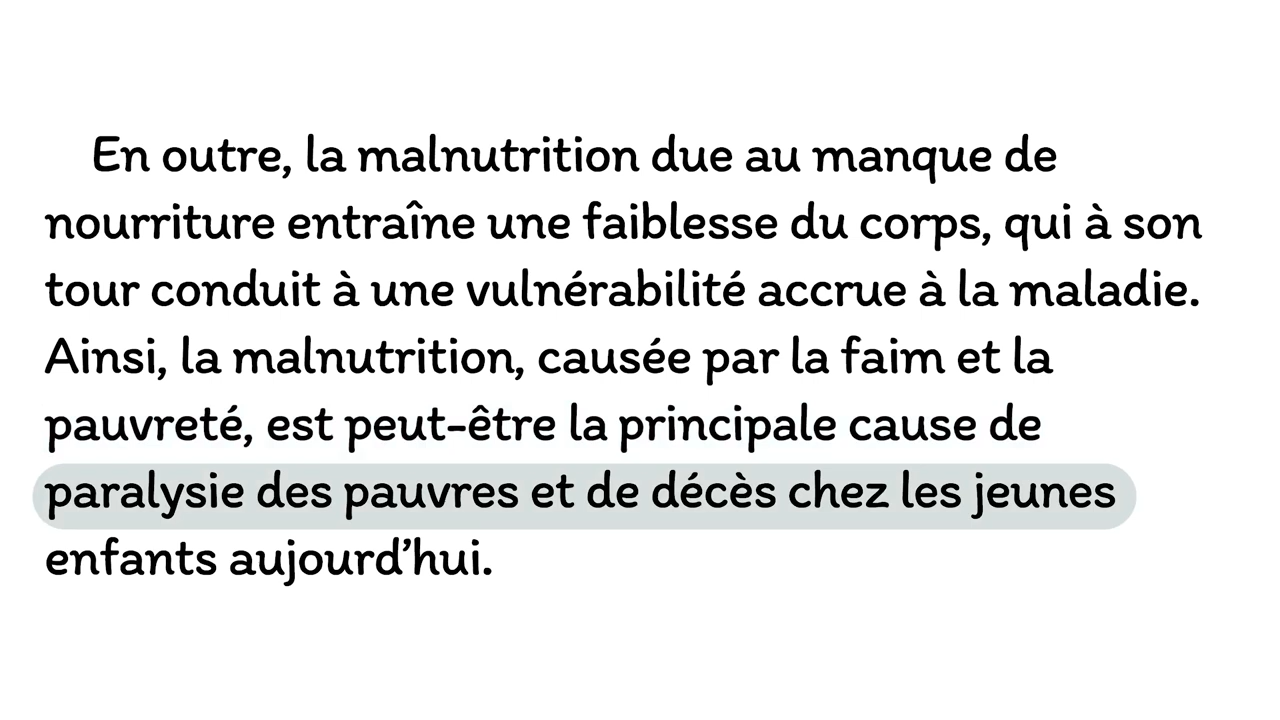 En outre, la malnutrition due au manque de
nourriture entraîne une faiblesse du corps, qui à son
tour conduit à une vulnérabilité accrue à la maladie.
Ainsi, la malnutrition, causée par la faim et la
pauvreté, est peut-être la principale cause de
paralysie des pauvres et de décès chez les jeunes
enfants aujourd’hui.